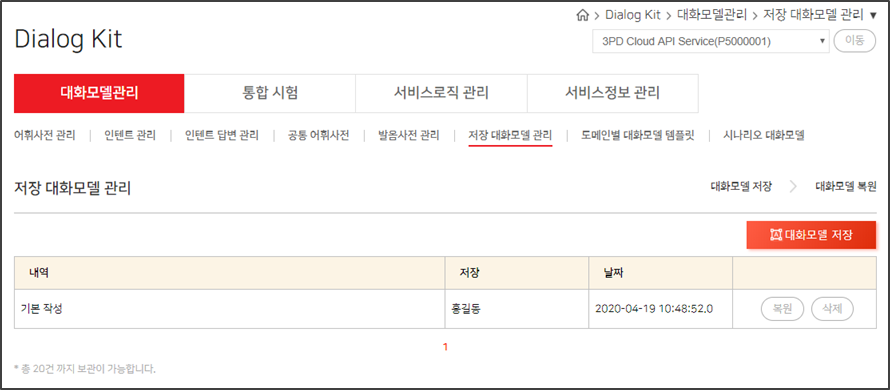 Dialog Kit > 대화모델관리 > 저장 대화모델 관리 ▼
Dialog Kit
3PD Cloud API Service(P5000001) ▼ 이동
대화모델관리 통합 시험 서비스로직 관리 서비스정보 관리
어휘사전 관리 | 인텐트 관리 | 인텐트 답변 관리 | 공통 어휘사전 | 발음사전 관리 | 저장 대화모델 관리 | 도메인별 대화모델 템플릿 | 시나리오 대화모델
저장 대화모델 관리 대화모델 저장 > 대화모델 복원
대화모델 저장
내역 저장 날짜
기본 작성 홍길동 2020-04-19 10:48:52.0 복원 삭제
1
* 총 20건 까지 보관이 가능합니다.